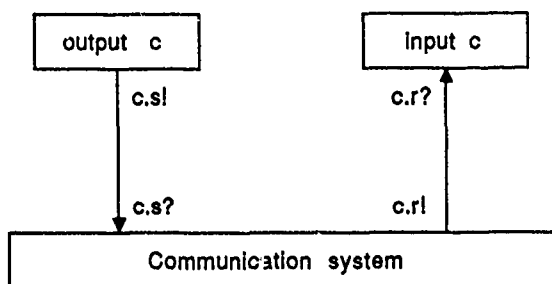 output c
input c
c.s!
c.r?
c.s?
c.r!
Communication system